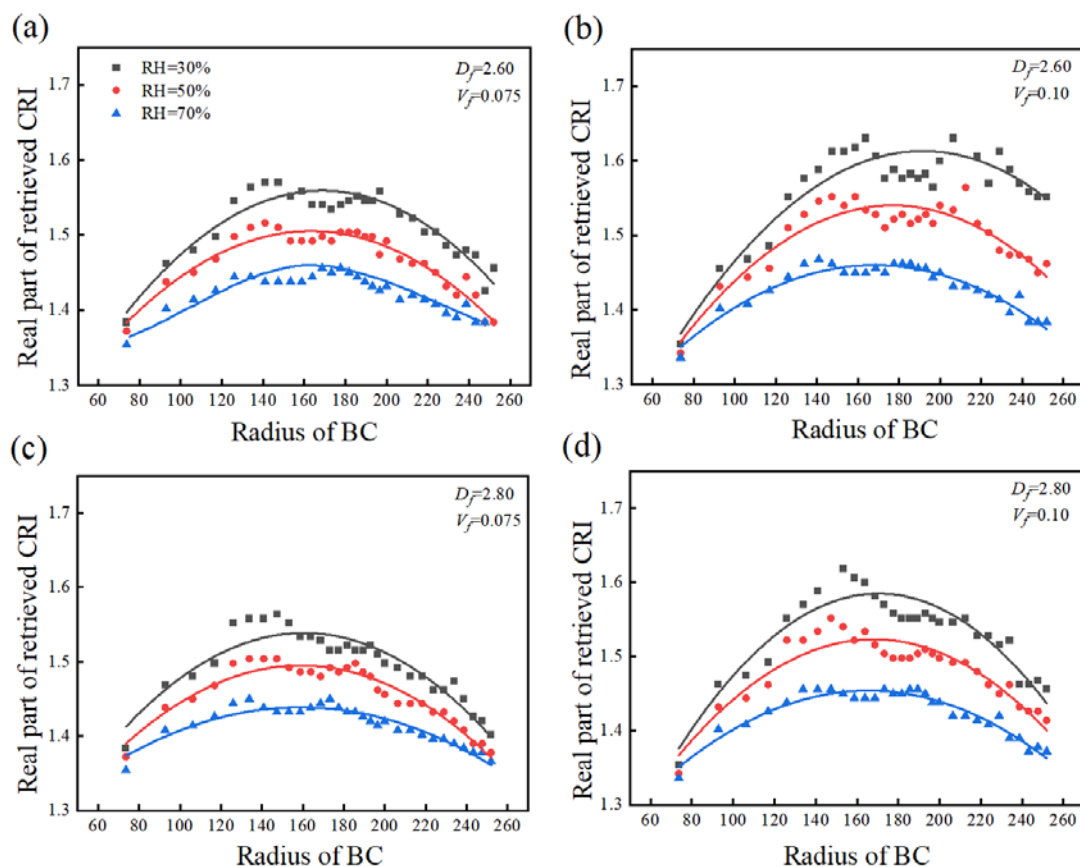 (a)
RH=30%
RH=50%
RH=70%
Df=2.60
Vf=0.075
Real part of retrieved CRI
1.7
1.6
1.5
1.4
1.3
60 80 100 120 140 160 180 200 220 240 260
Radius of BC
(b)
Df=2.60
Vf=0.10
Real part of retrieved CRI
1.7
1.6
1.5
1.4
1.3
60 80 100 120 140 160 180 200 220 240 260
Radius of BC
(c)
Df=2.80
Vf=0.075
Real part of retrieved CRI
1.7
1.6
1.5
1.4
1.3
60 80 100 120 140 160 180 200 220 240 260
Radius of BC
(d)
Df=2.80
Vf=0.10
Real part of retrieved CRI
1.7
1.6
1.5
1.4
1.3
60 80 100 120 140 160 180 200 220 240 260
Radius of BC